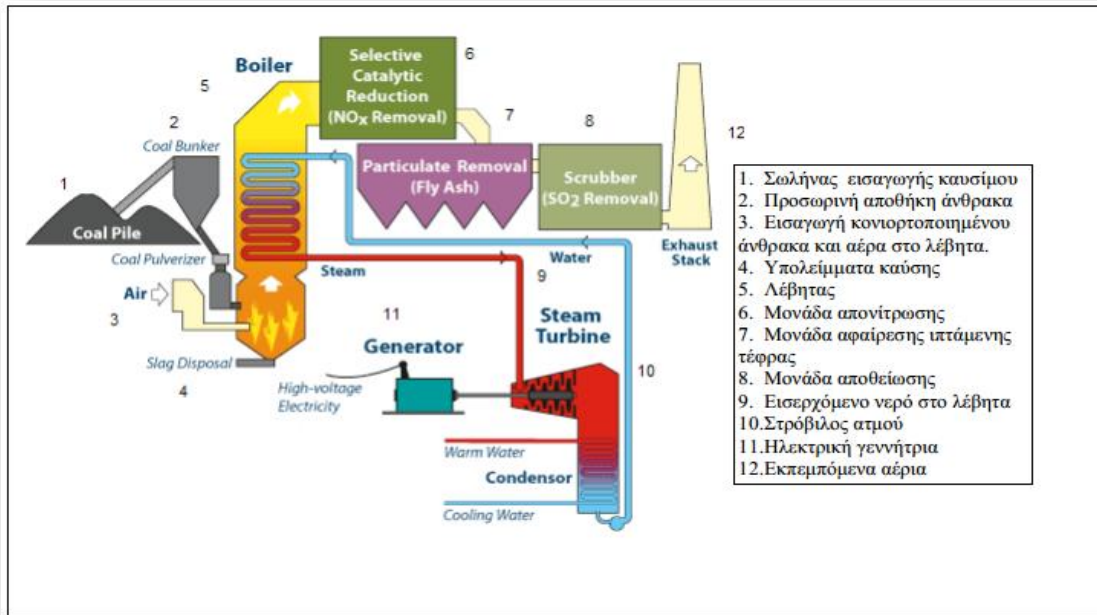 6
Selective
Catalytic
Reduction
(NOx Removal)
Boiler
5
7
8
2
Coal Bunker
12
Particulate Removal
(Fly Ash)
Scrubber
(SO2 Removal)
1
Coal Pile
Coal Pulverizer
Steam
Water
Exhaust
Stack
9
Air
3
11
Steam
Turbine
Generator
Slag Disposal
4
10
High-voltage
Electricity
Warm Water
Condensor
Cooling Water
1. Σωλήνας εισαγωγής καυσίμου
2. Προσωρινή αποθήκη άνθρακα
3. Εισαγωγή κονιορτοποιημένου
άνθρακα και αέρα στο λέβητα.
4. Υπολείμματα καύσης
5. Λέβητας
6. Μονάδα απονίτρωσης
7. Μονάδα αφαίρεσης ιπτάμενης
τέφρας
8. Μονάδα αποθείωσης
9. Εισερχόμενο νερό στο λέβητα
10.Στρόβιλος ατμού
11.Ηλεκτρική γεννήτρια
12.Εκπεμπόμενα αέρια